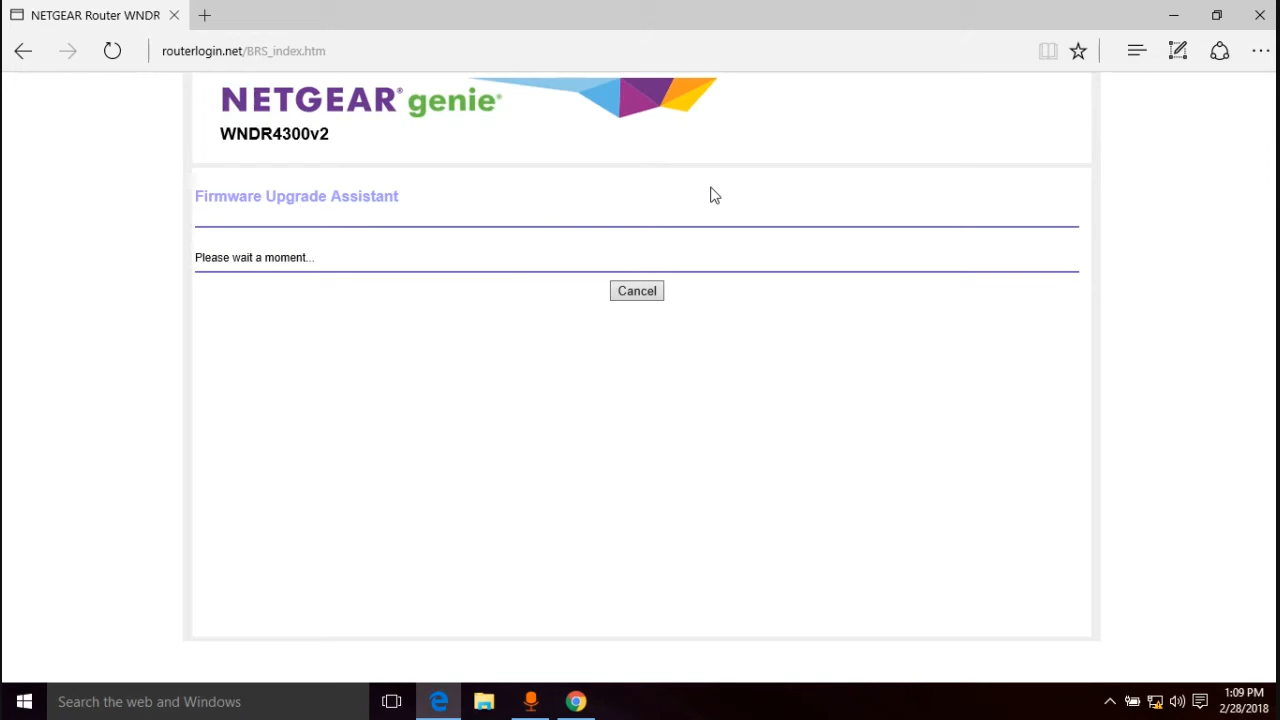 NETGEAR Router WNDR
routerlogin.net/BRS_index.htm
NETGEAR® genie®
WNDR4300v2
Firmware Upgrade Assistant
Please wait a moment...
Cancel
Search the web and Windows
1:09 PM
2/28/2018